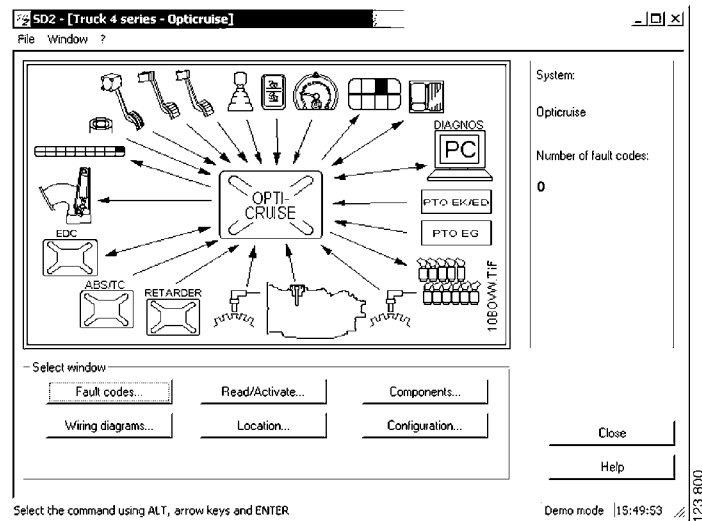 SD2 - [Truck 4 series - Opticruise]
File Window ?
DIAGNOS
PC
OPTI-
CRUISE
PTO EK/ED
PTO EG
EDC
ABS/TC
RETARDER
10BOVW.TiF
System:
Opticruise
Number of fault codes:
0
Select window
Fault codes... Read/Activate... Components...
Wiring diagrams... Location... Configuration...
Close
Help
Select the command using ALT, arrow keys and ENTER
Demo mode 15:49:53
123 800